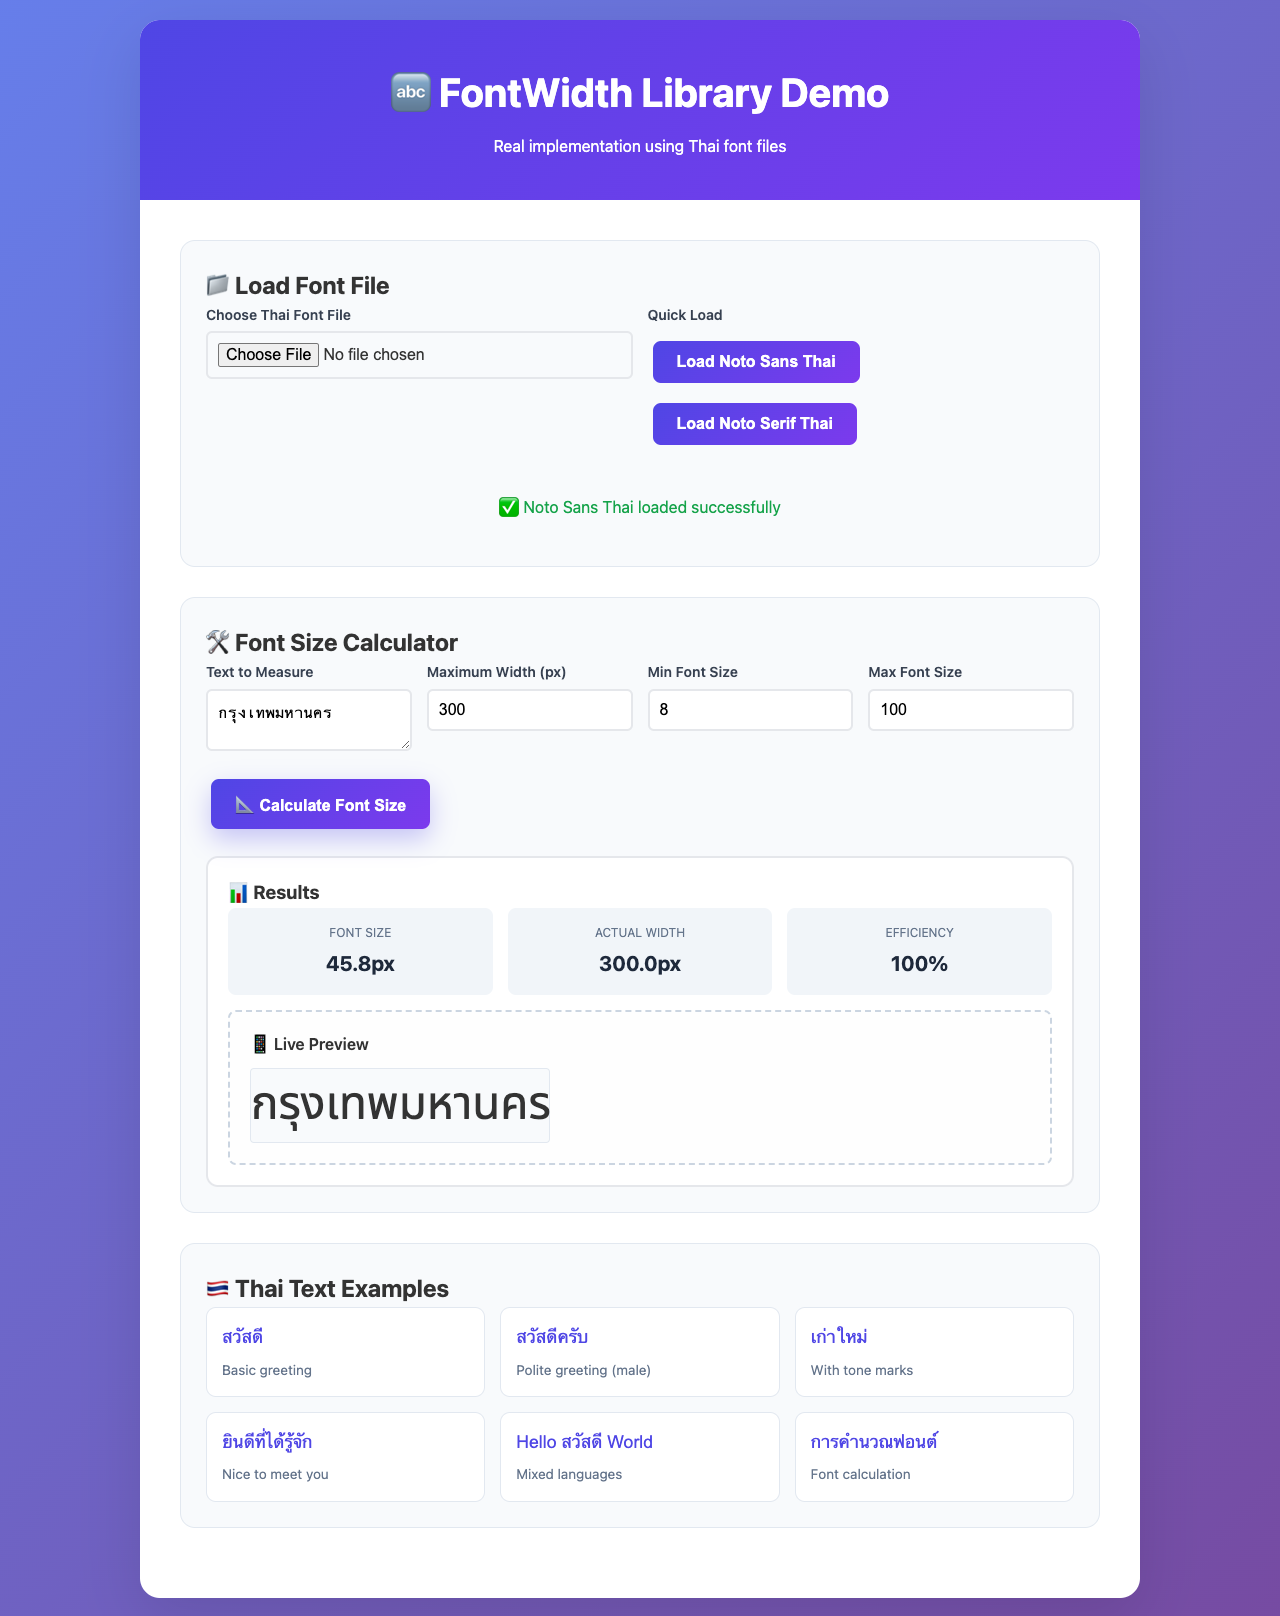 🔤 FontWidth Library Demo
Real implementation using Thai font files
📁 Load Font File
Choose Thai Font File
Quick Load
Choose File No file chosen
Load Noto Sans Thai
Load Noto Serif Thai
✅ Noto Sans Thai loaded successfully
🛠️ Font Size Calculator
Text to Measure
Maximum Width (px)
Min Font Size
Max Font Size
กรุงเทพมหานคร
300
8
100
📐 Calculate Font Size
📊 Results
FONT SIZE
ACTUAL WIDTH
EFFICIENCY
45.8px
300.0px
100%
📱 Live Preview
กรุงเทพมหานคร
🇹🇭 Thai Text Examples
สวัสดี
Basic greeting
สวัสดีครับ
Polite greeting (male)
เก่าใหม่
With tone marks
ยินดีที่ได้รู้จัก
Nice to meet you
Hello สวัสดี World
Mixed languages
การคำนวณฟอนต์
Font calculation